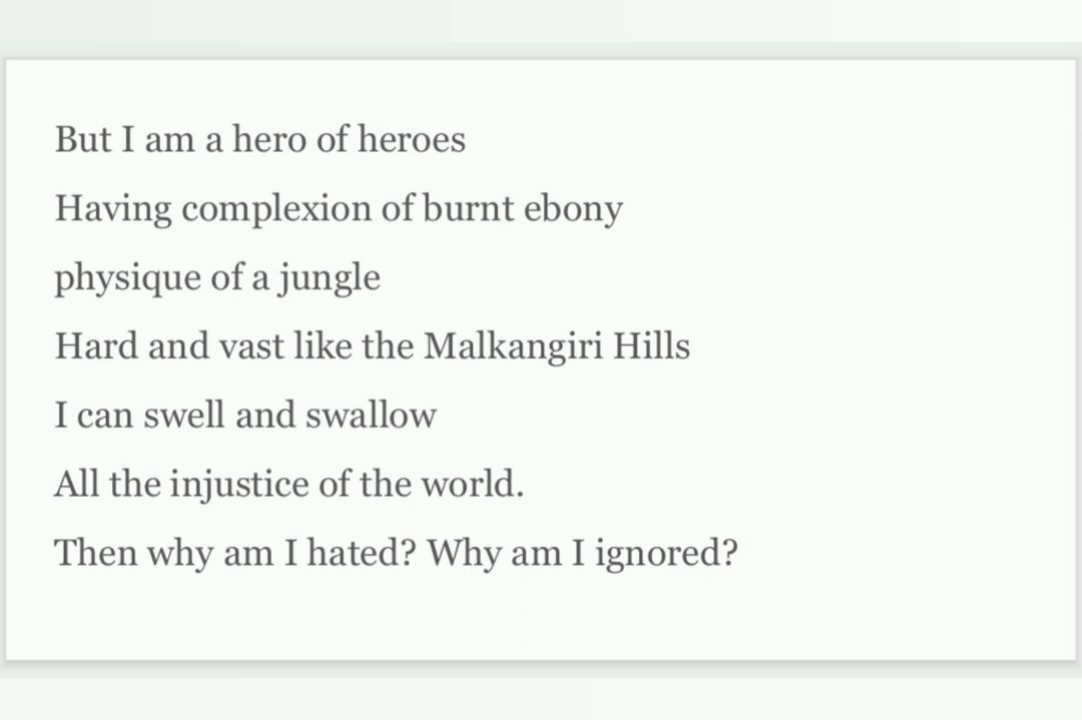 But I am a hero of heroes
Having complexion of burnt ebony
physique of a jungle
Hard and vast like the Malkangiri Hills
I can swell and swallow
All the injustice of the world.
Then why am I hated? Why am I ignored?